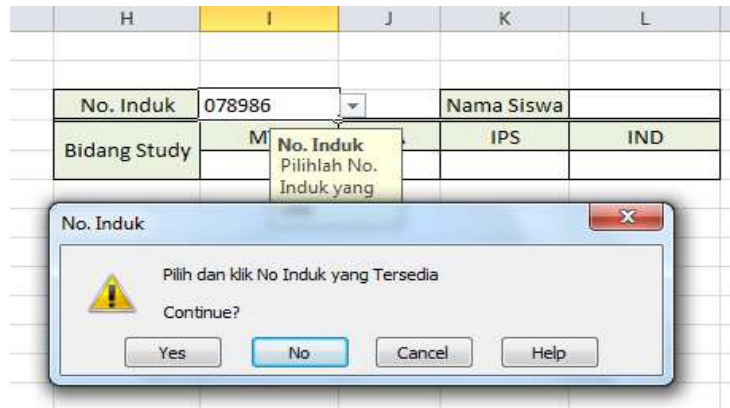 H I J K L
No. Induk 078986 Nama Siswa
Bidang Study IPS IND
No. Induk
Pilihlah No.
Induk yang
No. Induk
Pilih dan klik No Induk yang Tersedia
Continue?
Yes No Cancel Help